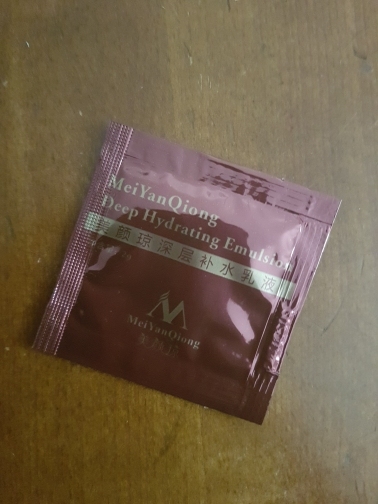 MeiYanQiong
Deep Hydrating Emulsion
美颜琼深层补水乳液
MeiYanQiong